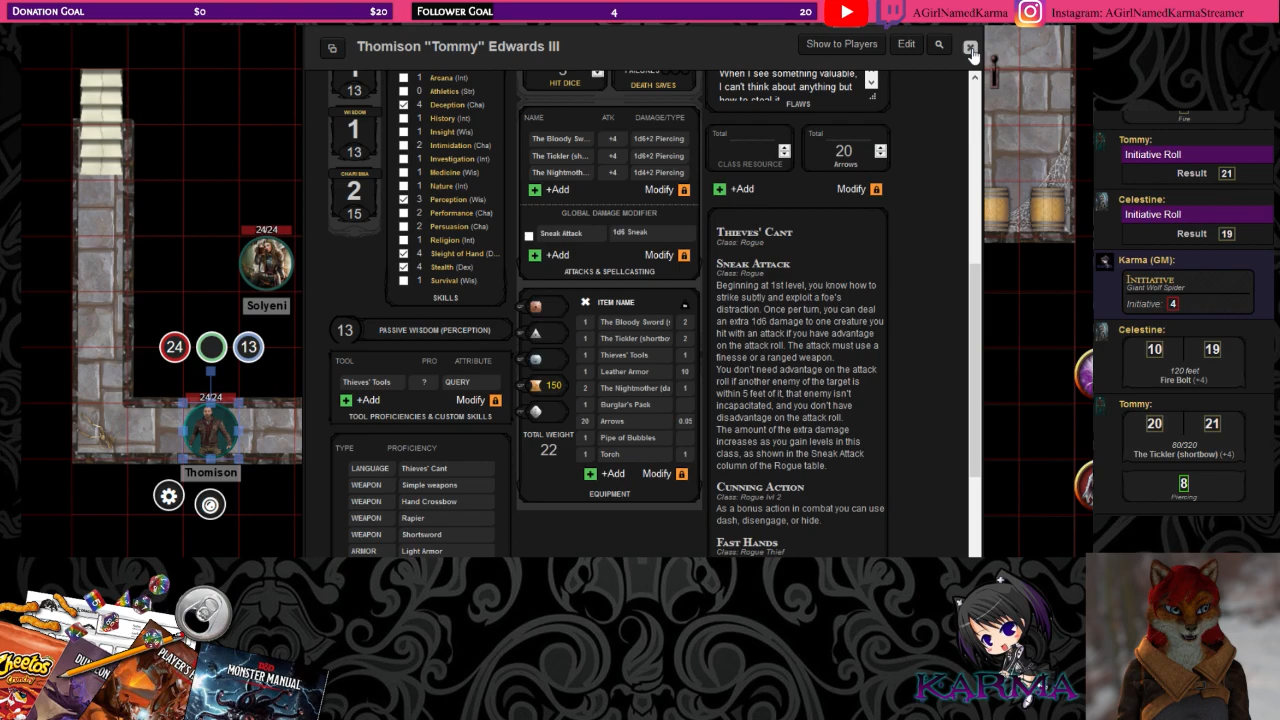 DONATION GOAL $0 $20 FOLLOWER GOAL 4 20 AGIRLNAMEDKARMA Instagram: AGirlNamedKarmaStreamer
Thomison "Tommy" Edwards III Show to Players Edit
13
WISDOM
1
13
CHARISMA
2
15
1 Arcana (Int)
0 Athletics (Str)
4 Deception (Cha)
1 History (Int)
1 Insight (Wis)
2 Intimidation (Cha)
1 Investigation (Int)
1 Medicine (Wis)
1 Nature (Int)
3 Perception (Wis)
2 Performance (Cha)
2 Persuasion (Cha)
1 Religion (Int)
4 Sleight of Hand (D...
4 Stealth (Dex)
1 Survival (Wis)
SKILLS
13 PASSIVE WISDOM (PERCEPTION)
TOOL PRO ATTRIBUTE
Thieves' Tools ? QUERY
+Add Modify
TOOL PROFICIENCIES & CUSTOM SKILLS
TYPE PROFICIENCY
LANGUAGE Thieves' Cant
WEAPON Simple weapons
WEAPON Hand Crossbow
WEAPON Rapier
WEAPON Shortsword
ARMOR Light Armor
HIT DICE DEATH SAVES
NAME ATK DAMAGE/TYPE
The Bloody Sw... +4 1d6+2 Piercing
The Tickler (sh... +4 1d6+2 Piercing
The Nightmoth... +4 1d4+2 Piercing
+Add Modify
GLOBAL DAMAGE MODIFIER
Sneak Attack 1d6 Sneak
+Add Modify
ATTACKS & SPELLCASTING
ITEM NAME
1 The Bloody Sword ( 2
1 The Tickler (shortbo 2
1 Thieves' Tools 1
1 Leather Armor 10
2 The Nightmother (da 1
1 Burglar's Pack
20 Arrows 0.05
1 Pipe of Bubbles
1 Torch 1
150
TOTAL WEIGHT
22
+Add Modify
EQUIPMENT
When I see something valuable,
I can't think about anything but
how to steal it.
FLAWS
Total
CLASS RESOURCE
Total
20
Arrows
+Add Modify
THIEVES' CANT
Class: Rogue
SNEAK ATTACK
Class: Rogue
Beginning at 1st level, you know how to
strike subtly and exploit a foe's
distraction. Once per turn, you can deal
an extra 1d6 damage to one creature you
hit with an attack if you have advantage
on the attack roll. The attack must use a
finesse or a ranged weapon.
You don't need advantage on the attack
roll if another enemy of the target is
within 5 feet of it, that enemy isn't
incapacitated, and you don't have
disadvantage on the attack roll.
The amount of the extra damage
increases as you gain levels in this
class, as shown in the Sneak Attack
column of the Rogue table.
CUNNING ACTION
Class: Rogue lvl 2
As a bonus action in combat you can use
dash, disengage, or hide.
FAST HANDS
Class: Rogue Thief
24/24
Solyeni
24 13
24/24
Thomison
Fire
Tommy:
Initiative Roll
Result 21
Celestine:
Initiative Roll
Result 19
Karma (GM):
INITIATIVE
Giant Wolf Spider
Initiative: 4
Celestine:
10 19
120 feet
Fire Bolt (+4)
Tommy:
20 21
80/320
The Tickler (shortbow) (+4)
8
Piercing
Cheetos
Crunchy
D&D
MONSTER MANUAL
KARMA